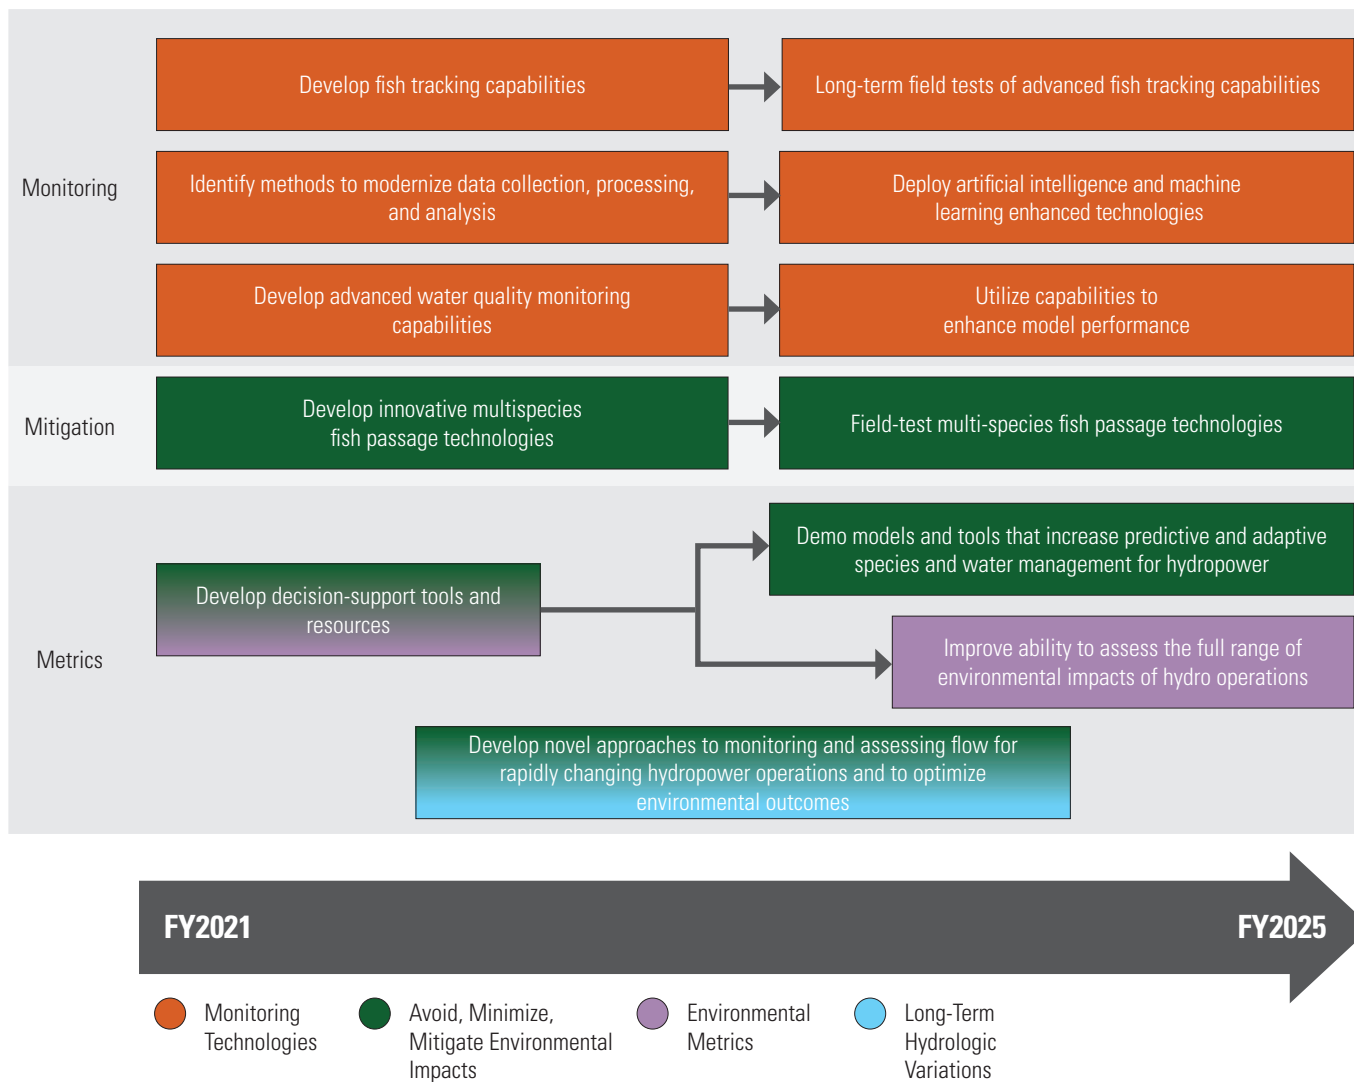 Monitoring
Develop fish tracking capabilities
Long-term field tests of advanced fish tracking capabilities
Identify methods to modernize data collection, processing,
and analysis
Deploy artificial intelligence and machine
learning enhanced technologies
Develop advanced water quality monitoring
capabilities
Utilize capabilities to
enhance model performance
Mitigation
Develop innovative multispecies
fish passage technologies
Field-test multi-species fish passage technologies
Metrics
Develop decision-support tools and
resources
Demo models and tools that increase predictive and adaptive
species and water management for hydropower
Improve ability to assess the full range of
environmental impacts of hydro operations
Develop novel approaches to monitoring and assessing flow for
rapidly changing hydropower operations and to optimize
environmental outcomes
FY2021
FY2025
Monitoring
Technologies
Avoid, Minimize,
Mitigate Environmental
Impacts
Environmental
Metrics
Long-Term
Hydrologic
Variations